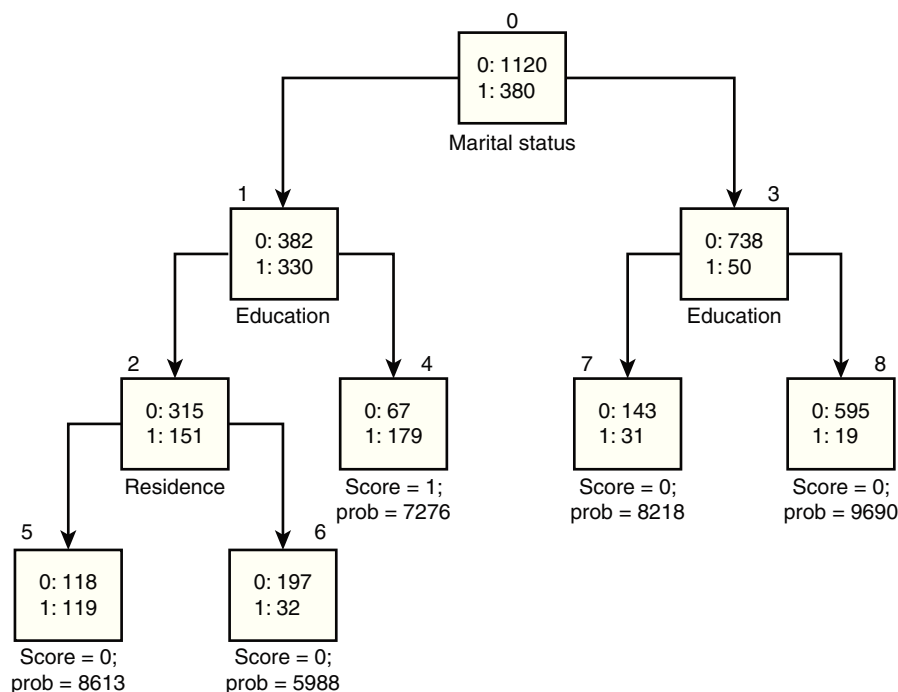 0
0: 1120
1: 380
Marital status
1
0: 382
1: 330
Education
3
0: 738
1: 50
Education
2
0: 315
1: 151
Residence
4
0: 67
1: 179
Score = 1;
prob = 7276
7
0: 143
1: 31
Score = 0;
prob = 8218
8
0: 595
1: 19
Score = 0;
prob = 9690
5
0: 118
1: 119
Score = 0;
prob = 8613
6
0: 197
1: 32
Score = 0;
prob = 5988